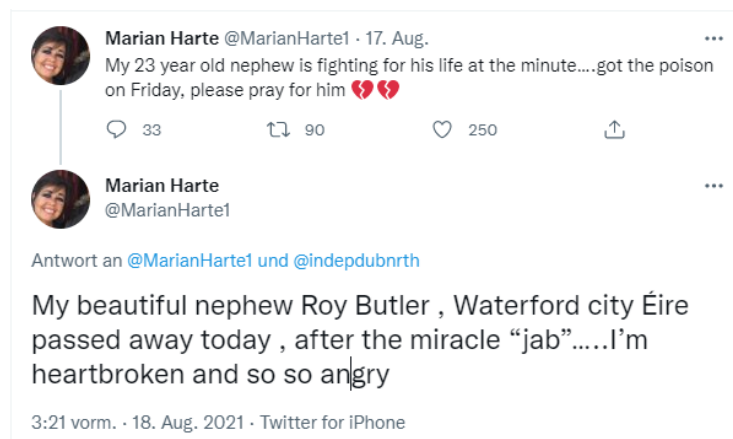 Marian Harte @MarianHarte1 · 17. Aug.
My 23 year old nephew is fighting for his life at the minute....got the poison
on Friday, please pray for him 💔💔
33 90 250
Marian Harte
@MarianHarte1
Antwort an @MarianHarte1 und @indepdubnrth
My beautiful nephew Roy Butler , Waterford city Éire
passed away today , after the miracle “jab”.....I’m
heartbroken and so so angry
3:21 vorm. · 18. Aug. 2021 · Twitter for iPhone